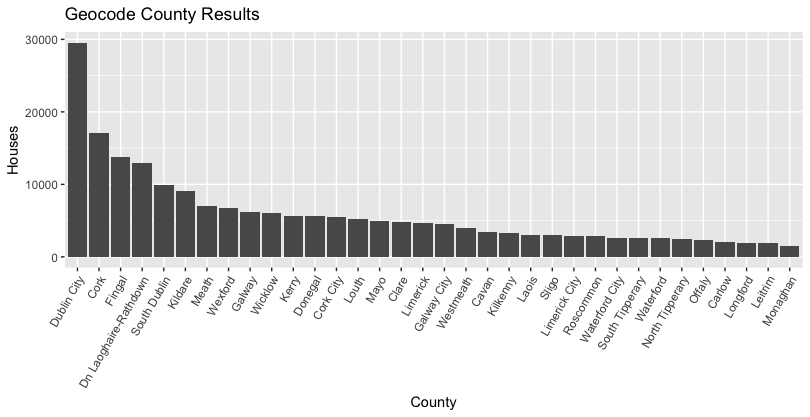 Geocode County Results
30000
20000
10000
0
Houses
Dublin City
Cork
Fingal
Dn Laoghaire-Rathdown
South Dublin
Kildare
Meath
Wexford
Galway
Wicklow
Kerry
Donegal
Cork City
Louth
Mayo
Clare
Limerick
Galway City
Westmeath
Cavan
Kilkenny
Laois
Sligo
Limerick City
Roscommon
Waterford City
South Tipperary
Waterford
North Tipperary
Offaly
Carlow
Longford
Leitrim
Monaghan
County